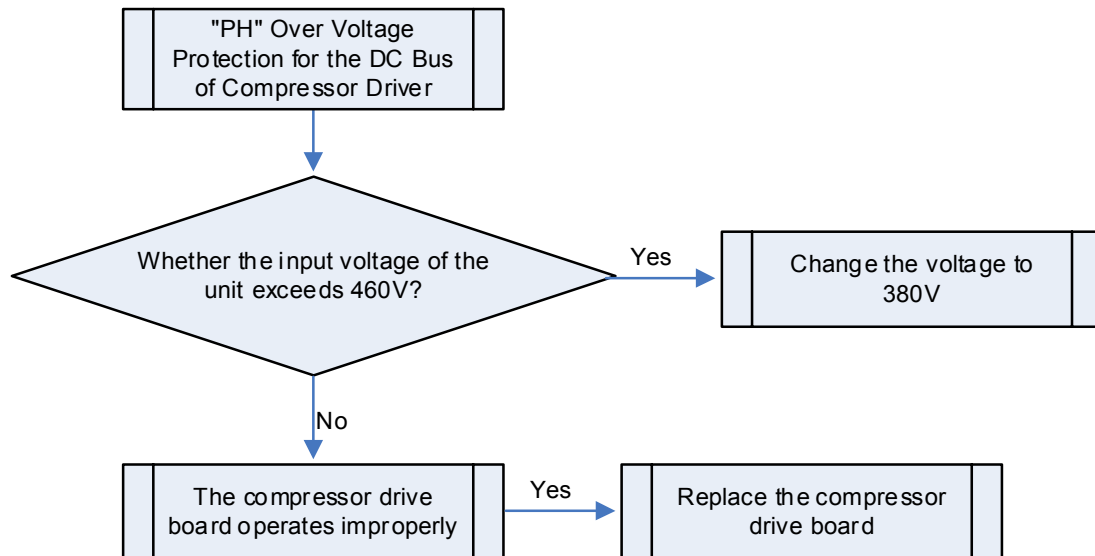 "PH" Over Voltage
Protection for the DC Bus
of Compressor Driver
Whether the input voltage of the
unit exceeds 460V?
Yes
Change the voltage to
380V
No
The compressor drive
board operates improperly
Yes
Replace the compressor
drive board